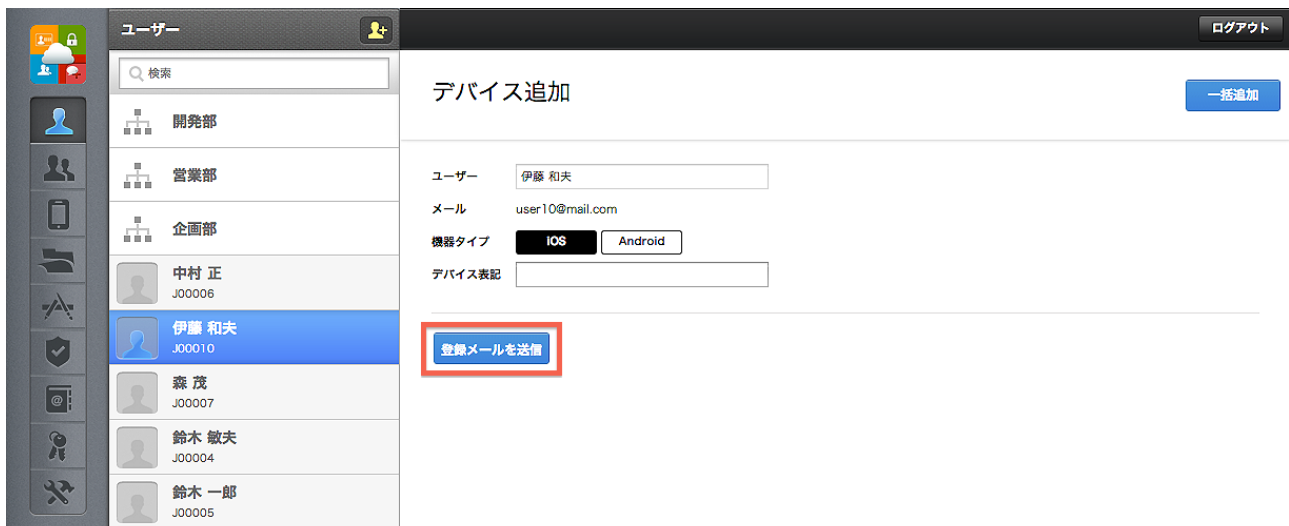 ユーザー
検索
開発部
営業部
企画部
中村 正
J00006
伊藤 和夫
J00010
森 茂
J00007
鈴木 敏夫
J00004
鈴木 一郎
J00005
ログアウト
デバイス追加
一括追加
ユーザー 伊藤 和夫
メール user10@mail.com
機器タイプ iOS Android
デバイス表記
登録メールを送信
@